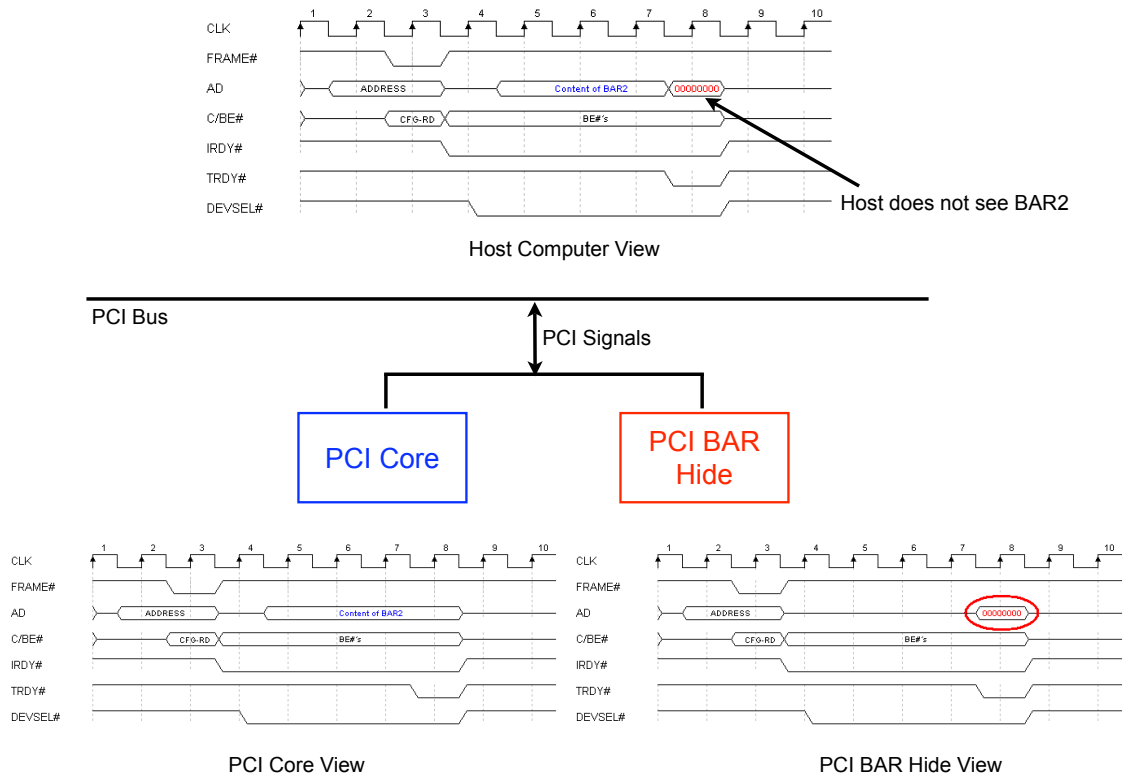 1 2 3 4 5 6 7 8 9 10
CLK
FRAME#
AD ADDRESS Content of BAR2 00000000
C/BE# CFG-RD BE#'s
IRDY#
TRDY#
DEVSEL#
Host does not see BAR2
Host Computer View
PCI Bus
PCI Signals
PCI Core
PCI BAR
Hide
1 2 3 4 5 6 7 8 9 10
CLK
FRAME#
AD ADDRESS Content of BAR2
C/BE# CFG-RD BE#'s
IRDY#
TRDY#
DEVSEL#
PCI Core View
1 2 3 4 5 6 7 8 9 10
CLK
FRAME#
AD ADDRESS 00000000
C/BE# CFG-RD BE#'s
IRDY#
TRDY#
DEVSEL#
PCI BAR Hide View